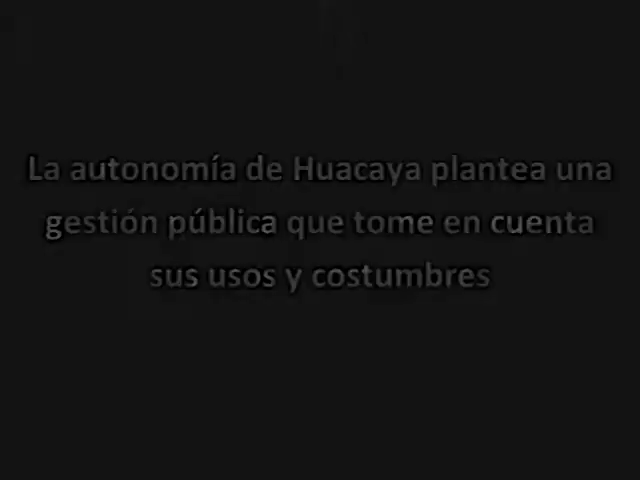 La autonomía de Huacaya plantea una
gestión pública que tome en cuenta
sus usos y costumbres